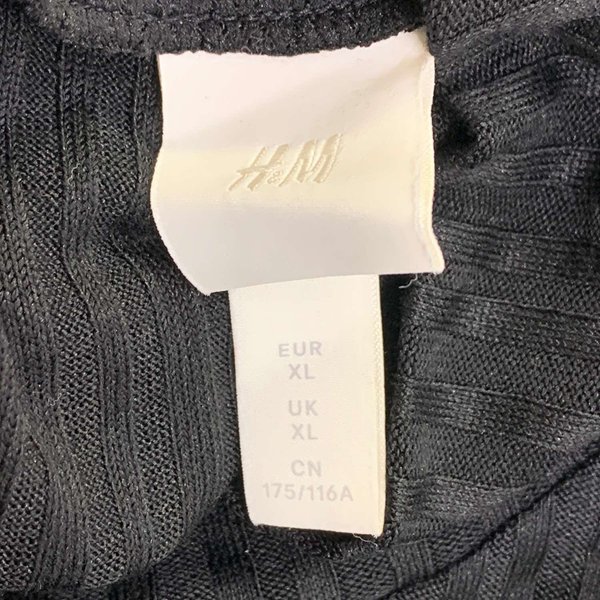 H&M
EUR
XL
UK
XL
CN
175/116A